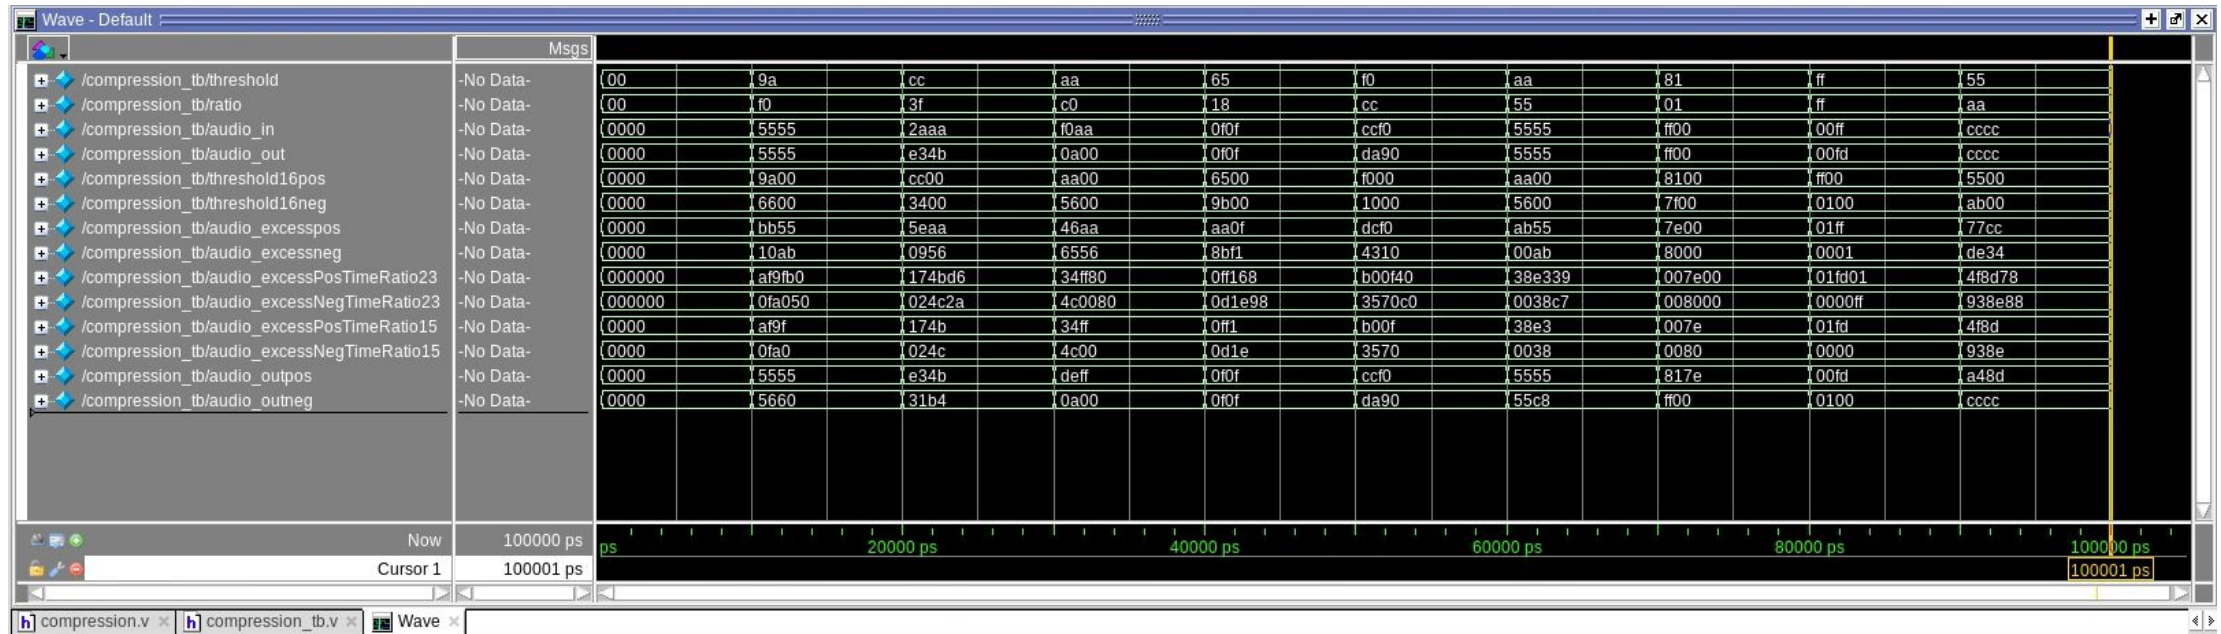 Wave - Default
Msgs
/compression_tb/threshold -No Data- 00 9a cc aa 65 f0 aa 81 ff 55
/compression_tb/ratio -No Data- 00 f0 3f c0 18 cc 55 01 ff aa
/compression_tb/audio_in -No Data- 0000 5555 2aaa f0aa 0f0f ccf0 5555 ff00 00ff cccc
/compression_tb/audio_out -No Data- 0000 5555 e34b 0a00 0f0f da90 5555 ff00 00fd cccc
/compression_tb/threshold16pos -No Data- 0000 9a00 cc00 aa00 6500 f000 aa00 8100 ff00 5500
/compression_tb/threshold16neg -No Data- 0000 6600 3400 5600 9b00 1000 5600 7f00 0100 ab00
/compression_tb/audio_excesspos -No Data- 0000 bb55 5eaa 46aa aa0f dcf0 ab55 7e00 01ff 77cc
/compression_tb/audio_excessneg -No Data- 0000 10ab 0956 6556 8bf1 4310 00ab 8000 0001 de34
/compression_tb/audio_excessPosTimeRatio23 -No Data- 000000 af9fb0 174bd6 34ff80 0ff168 b00f40 38e339 007e00 01fd01 4f8d78
/compression_tb/audio_excessNegTimeRatio23 -No Data- 000000 0fa050 024c2a 4c0080 0d1e98 3570c0 0038c7 008000 0000ff 938e88
/compression_tb/audio_excessPosTimeRatio15 -No Data- 0000 af9f 174b 34ff 0ff1 b00f 38e3 007e 01fd 4f8d
/compression_tb/audio_excessNegTimeRatio15 -No Data- 0000 0fa0 024c 4c00 0d1e 3570 0038 0080 0000 938e
/compression_tb/audio_outpos -No Data- 0000 5555 e34b deff 0f0f ccf0 5555 817e 00fd a48d
/compression_tb/audio_outneg -No Data- 0000 5660 31b4 0a00 0f0f da90 55c8 ff00 0100 cccc
Now 100000 ps ps 20000 ps 40000 ps 60000 ps 80000 ps 100000 ps
Cursor 1 100001 ps 100001 ps
compression.v compression_tb.v Wave